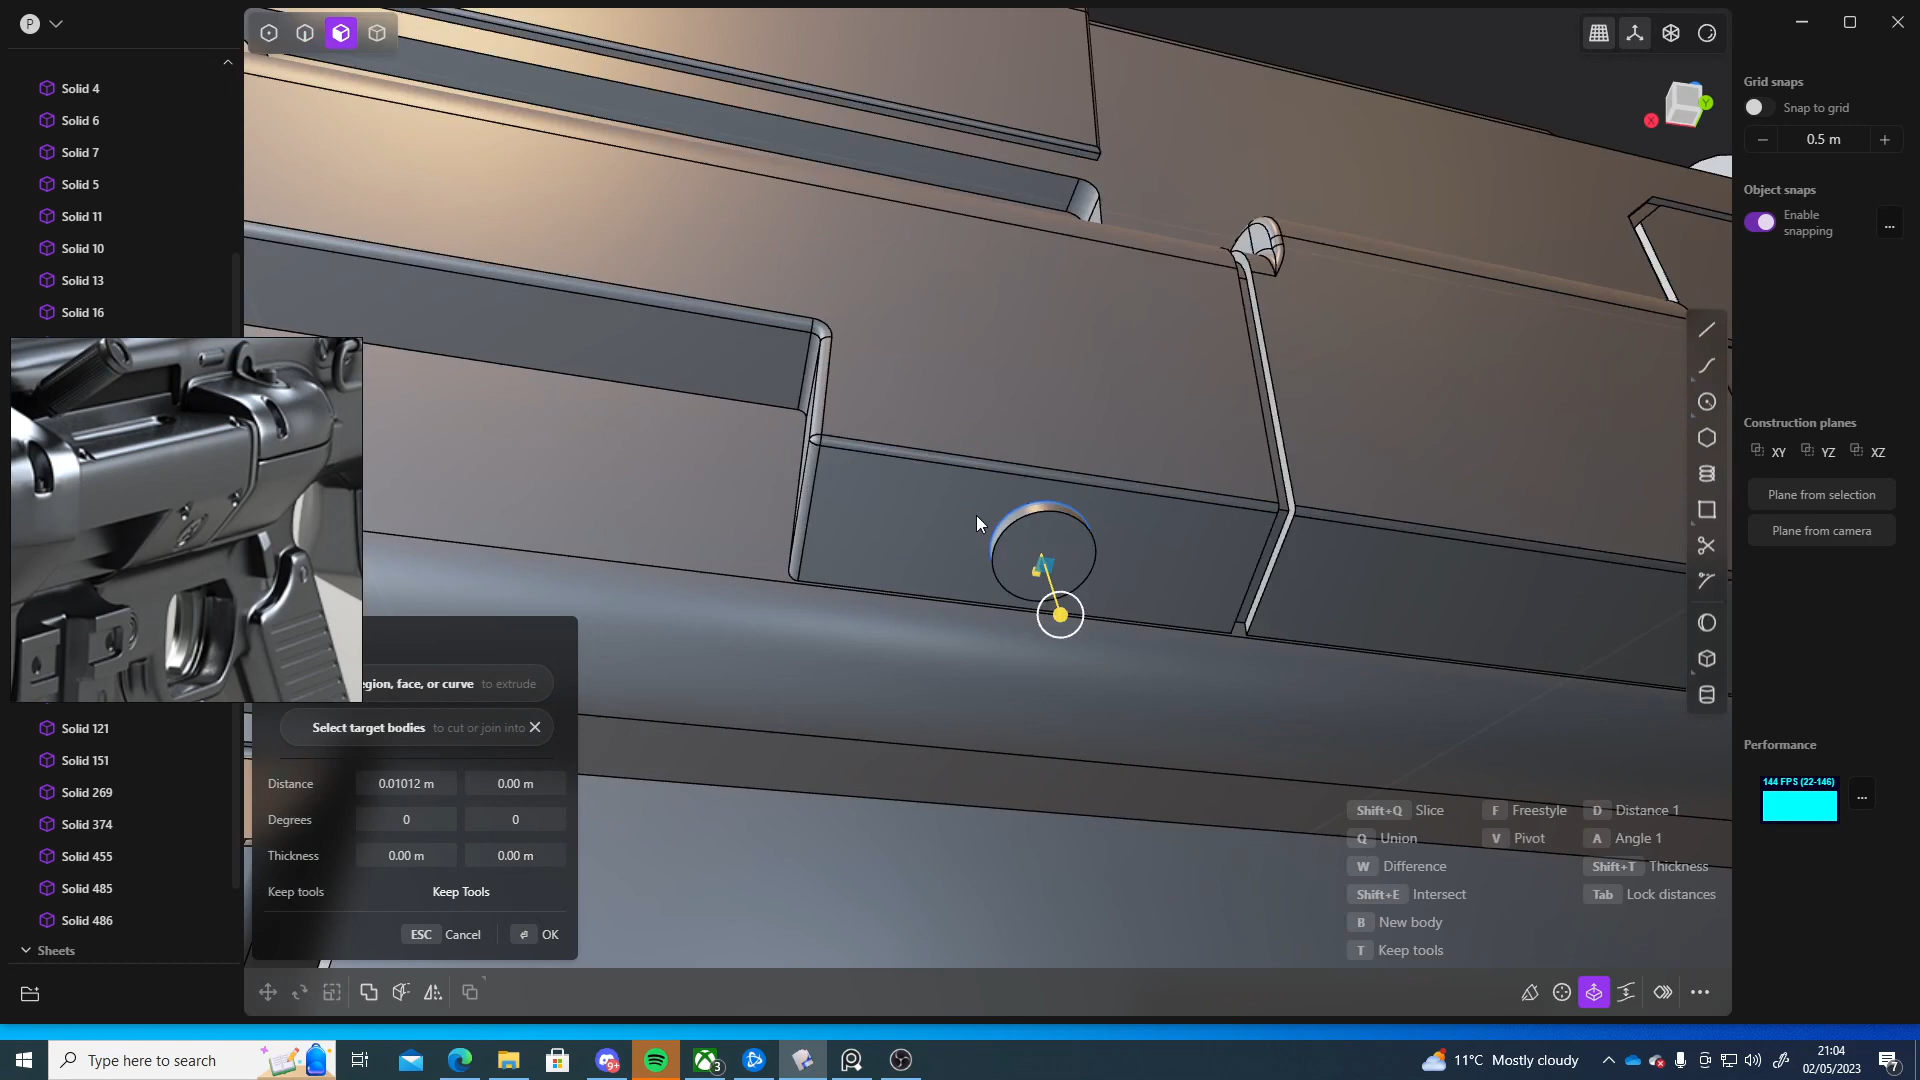 P
Solid 4
Solid 6
Solid 7
Solid 5
Solid 11
Solid 10
Solid 13
Solid 16
Solid 121
Solid 151
Solid 269
Solid 374
Solid 455
Solid 485
Solid 486
Sheets
egion, face, or curve to extrude
Select target bodies to cut or join into
Distance 0.01012 m 0.00 m
Degrees 0 0
Thickness 0.00 m 0.00 m
Keep tools Keep Tools
ESC Cancel OK
Shift+Q Slice F Freestyle D Distance 1
Q Union V Pivot A Angle 1
W Difference Shift+T Thickness
Shift+E Intersect Tab Lock distances
B New body
T Keep tools
X Y
Grid snaps
Snap to grid
0.5 m
Object snaps
Enable
snapping
...
Construction planes
XY YZ XZ
Plane from selection
Plane from camera
Performance
144 FPS (22-146)
...
Type here to search
9+
3
11°C Mostly cloudy
21:04
02/05/2023
7